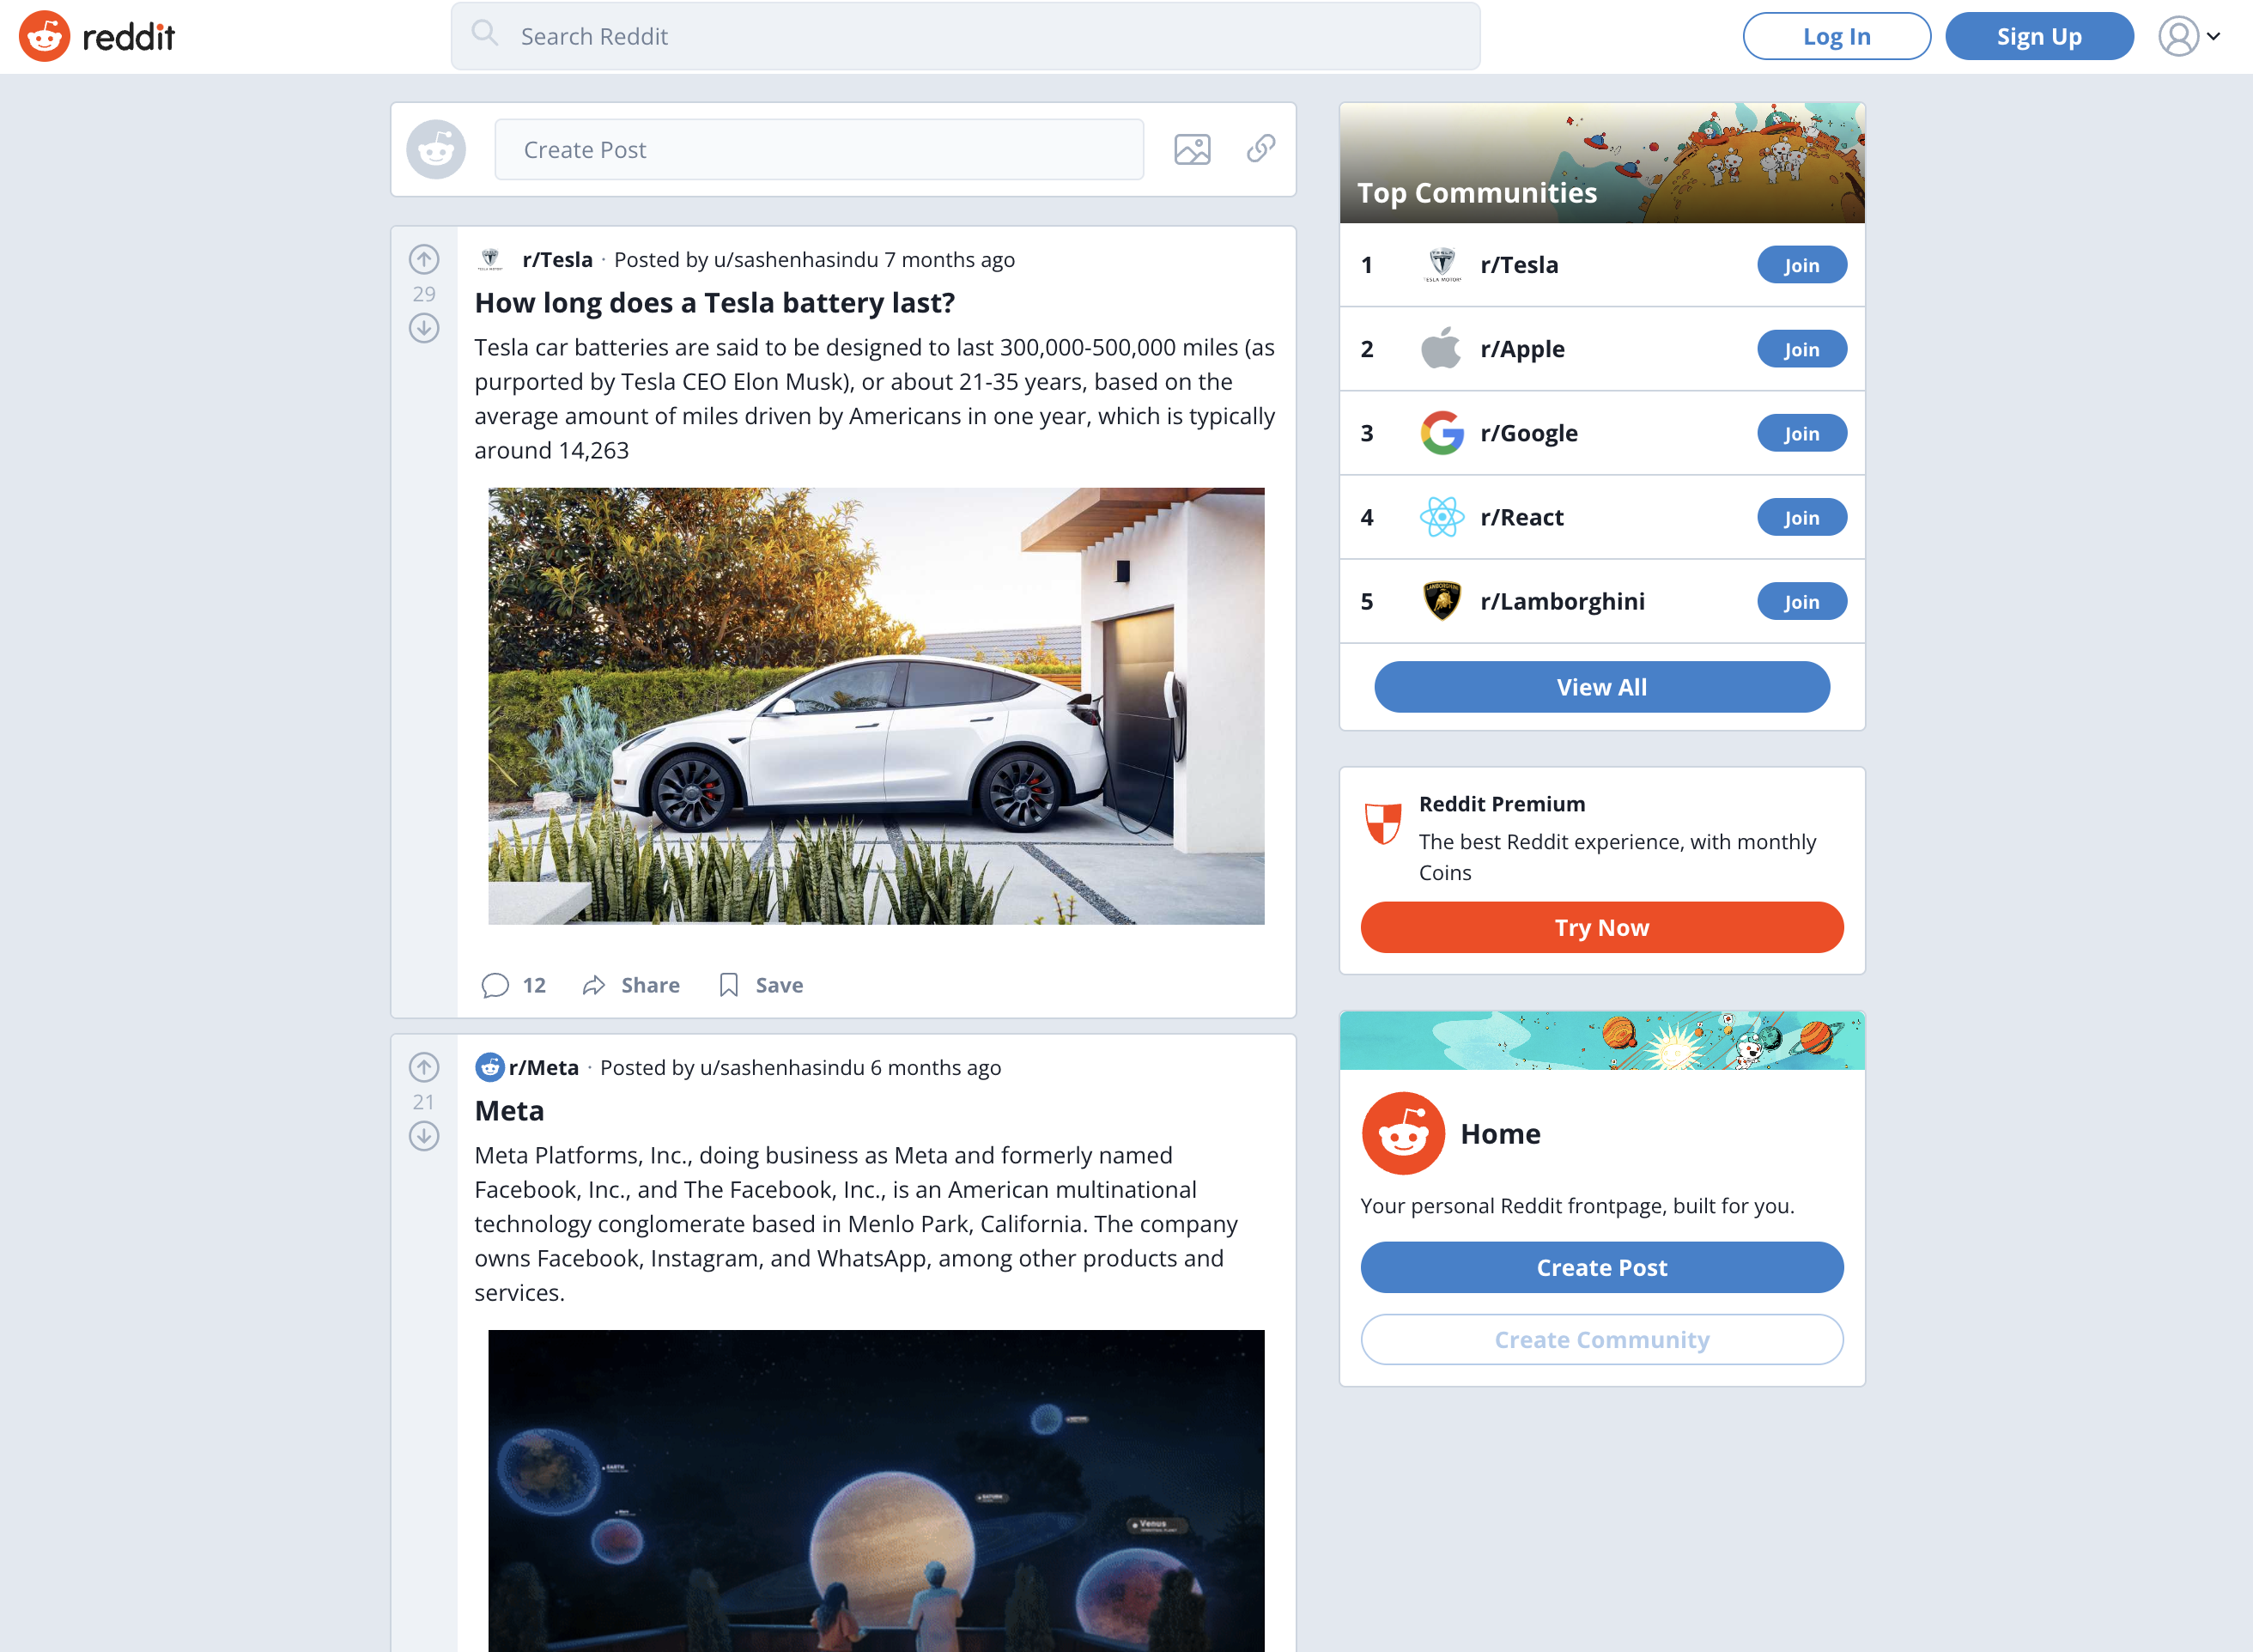 reddit
Search Reddit
Log In
Sign Up
Create Post
r/Tesla · Posted by u/sashenhasindu 7 months ago
29
How long does a Tesla battery last?
Tesla car batteries are said to be designed to last 300,000-500,000 miles (as
purported by Tesla CEO Elon Musk), or about 21-35 years, based on the
average amount of miles driven by Americans in one year, which is typically
around 14,263
12
Share
Save
r/Meta · Posted by u/sashenhasindu 6 months ago
21
Meta
Meta Platforms, Inc., doing business as Meta and formerly named
Facebook, Inc., and The Facebook, Inc., is an American multinational
technology conglomerate based in Menlo Park, California. The company
owns Facebook, Instagram, and WhatsApp, among other products and
services.
EARTH
SATURN
Venus
Top Communities
1 r/Tesla Join
2 r/Apple Join
3 r/Google Join
4 r/React Join
5 r/Lamborghini Join
View All
Reddit Premium
The best Reddit experience, with monthly
Coins
Try Now
Home
Your personal Reddit frontpage, built for you.
Create Post
Create Community